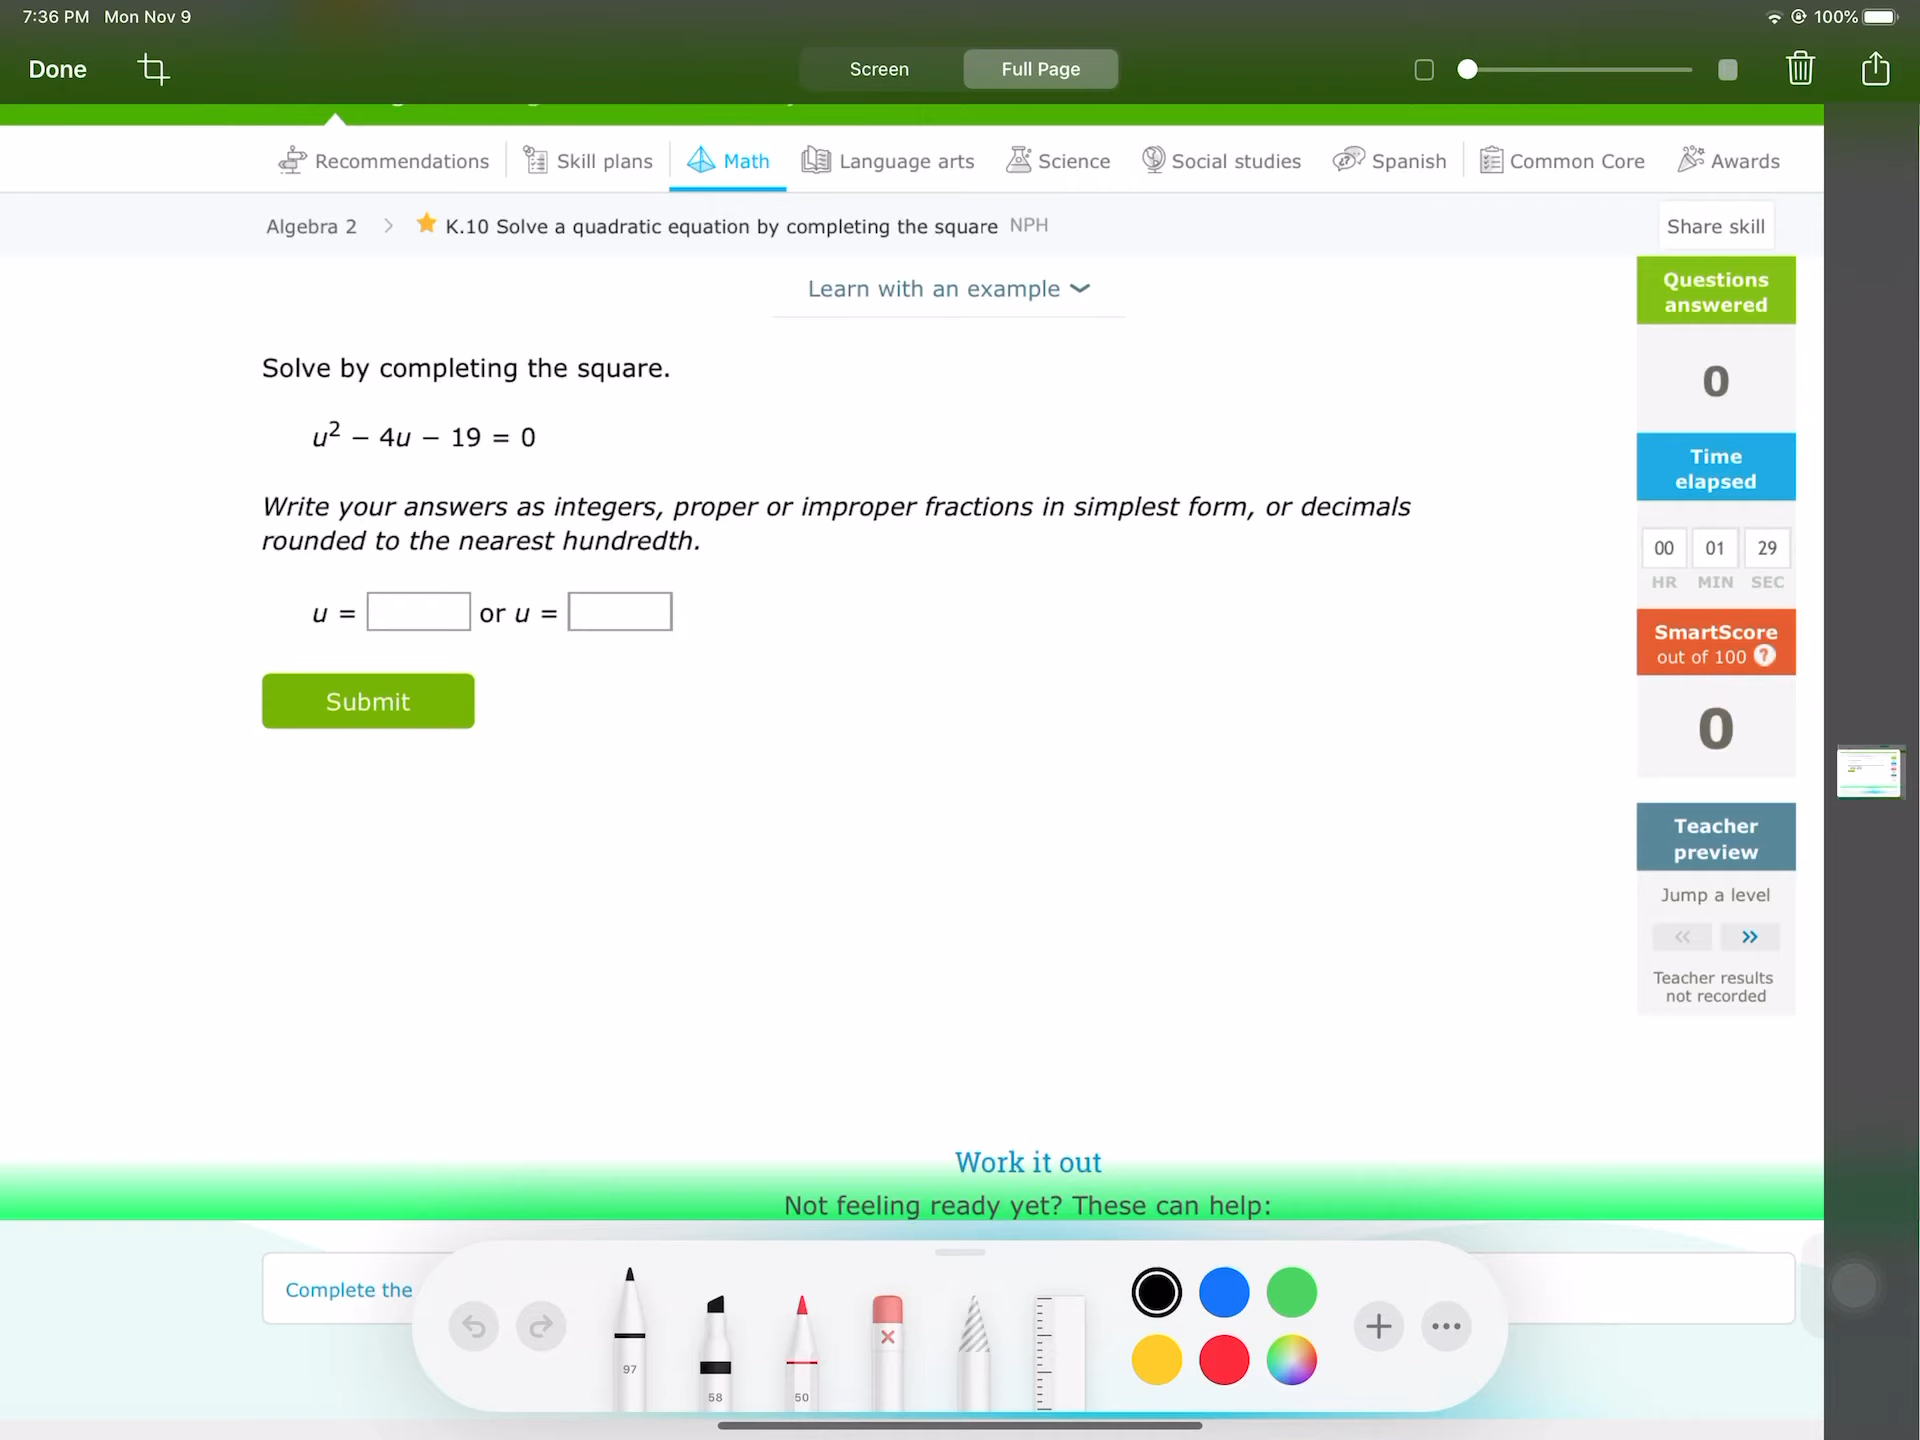 7:36 PM Mon Nov 9
100%
Done
Screen
Full Page
Recommendations
Skill plans
Math
Language arts
Science
Social studies
Spanish
Common Core
Awards
Algebra 2 > K.10 Solve a quadratic equation by completing the square NPH
Share skill
Learn with an example
Questions
answered
0
Solve by completing the square.
u² − 4u − 19 = 0
Write your answers as integers, proper or improper fractions in simplest form, or decimals
rounded to the nearest hundredth.
u = or u =
Submit
Time
elapsed
00 01 29
HR MIN SEC
SmartScore
out of 100 ?
0
Teacher
preview
Jump a level
Teacher results
not recorded
Work it out
Not feeling ready yet? These can help:
Complete the
97
58
50